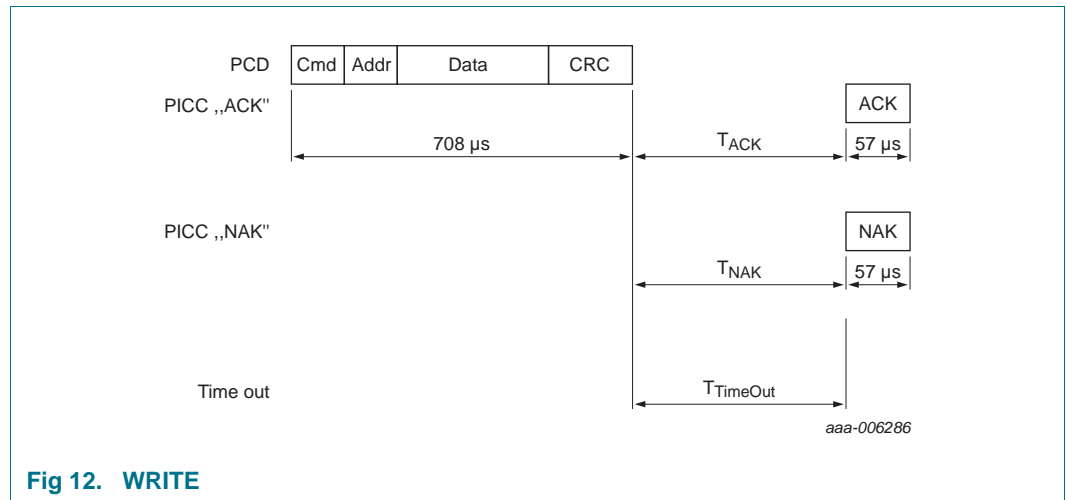 PCD Cmd Addr Data CRC
PICC ,,ACK" ACK
708 µs TACK 57 µs
PICC ,,NAK" NAK
TNAK 57 µs
Time out TTimeOut
aaa-006286
Fig 12. WRITE